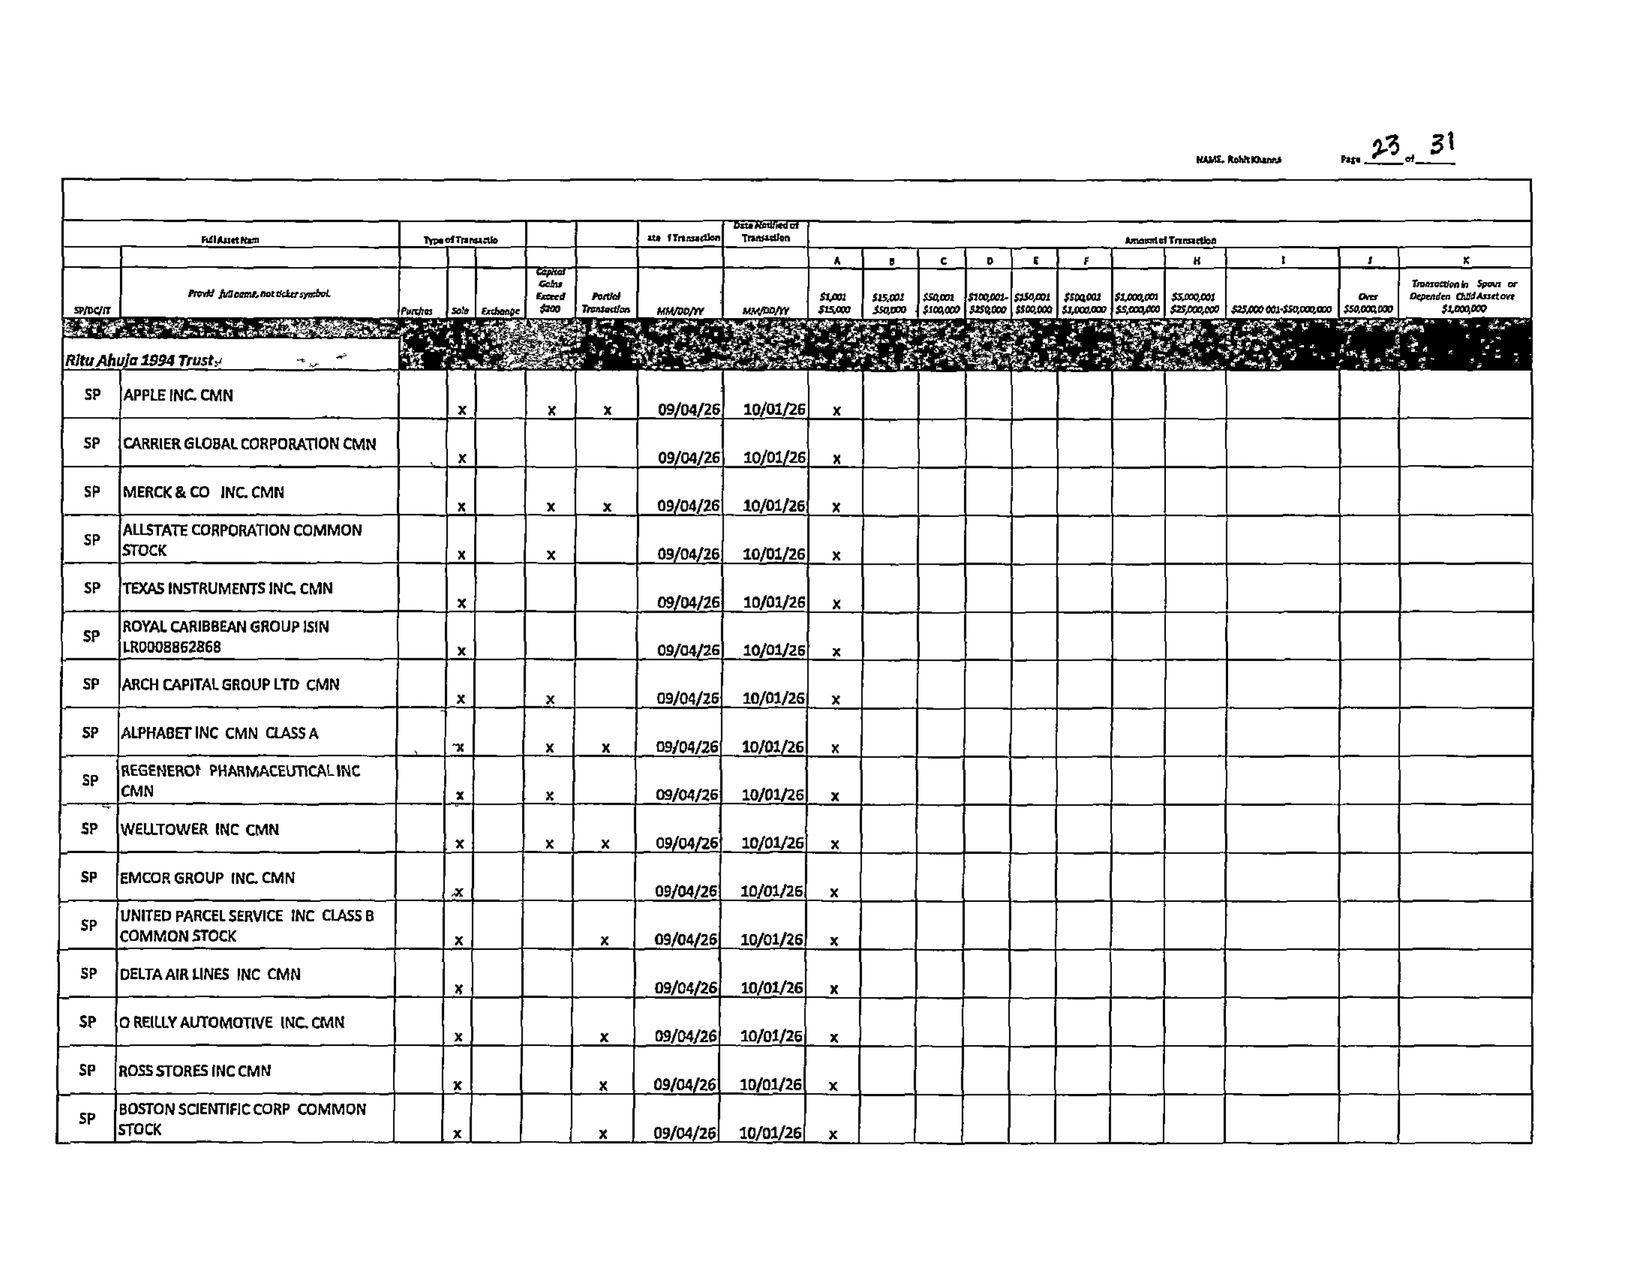 23 31
NAME. Rohit Khanna Page of
Date Notified of
Full Asset Nam Type of Transactio ate f Transaction Transaction Amount of Transaction
A B C D E F H I J K
SP/DC/JT Provid full name, not ticker symbol. Purchas Sale Exchange Capital Gains Exceed $200 Partial Transaction MM/DD/YY MM/DD/YY $1,001 $15,000 $15,001 $50,000 $50,001 $100,000 $100,001- $250,000 $250,001 $500,000 $500,001 $1,000,000 $1,000,001 $5,000,000 $5,000,001 $25,000,000 $25,000 001-$50,000,000 Over $50,000,000 Transaction in Spous or Dependen Child Asset ove $1,000,000
Ritu Ahuja 1994 Trust
SP APPLE INC. CMN x x x 09/04/26 10/01/26 x
SP CARRIER GLOBAL CORPORATION CMN x 09/04/26 10/01/26 x
SP MERCK & CO INC. CMN x x x 09/04/26 10/01/26 x
SP ALLSTATE CORPORATION COMMON
STOCK x x 09/04/26 10/01/26 x
SP TEXAS INSTRUMENTS INC. CMN x 09/04/26 10/01/26 x
SP ROYAL CARIBBEAN GROUP ISIN
LR0008862868 x 09/04/26 10/01/26 x
SP ARCH CAPITAL GROUP LTD CMN x x 09/04/26 10/01/26 x
SP ALPHABET INC CMN CLASS A x x x 09/04/26 10/01/26 x
SP REGENERON PHARMACEUTICAL INC
CMN x x 09/04/26 10/01/26 x
SP WELLTOWER INC CMN x x x 09/04/26 10/01/26 x
SP EMCOR GROUP INC. CMN x 09/04/26 10/01/26 x
SP UNITED PARCEL SERVICE INC CLASS B
COMMON STOCK x x 09/04/26 10/01/26 x
SP DELTA AIR LINES INC CMN x 09/04/26 10/01/26 x
SP O REILLY AUTOMOTIVE INC. CMN x x 09/04/26 10/01/26 x
SP ROSS STORES INC CMN x x 09/04/26 10/01/26 x
SP BOSTON SCIENTIFIC CORP COMMON
STOCK x x 09/04/26 10/01/26 x